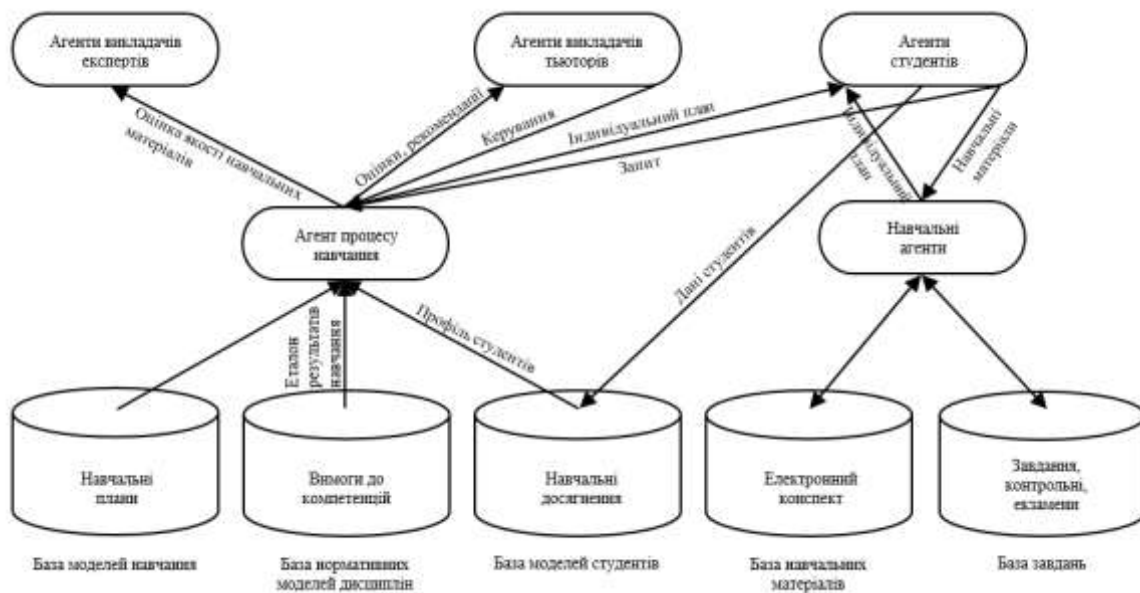 Агенти викладачів
експертів
Агенти викладачів
тьюторів
Агенти
студентів
Оцінка якості навчальних
матеріалів
Оцінки, рекомендації
Керування
Індивідуальний план
Запит
Індивідуальний
план
Навчальні
матеріали
Агент процесу
навчання
Навчальні
агенти
Дані студентів
Еталон
результатів
навчання
Профіль студентів
Навчальні
плани
Вимоги до
компетенцій
Навчальні
досягнення
Електронний
конспект
Завдання,
контрольні,
екзамени
База моделей навчання
База нормативних
моделей дисциплін
База моделей студентів
База навчальних
матеріалів
База завдань